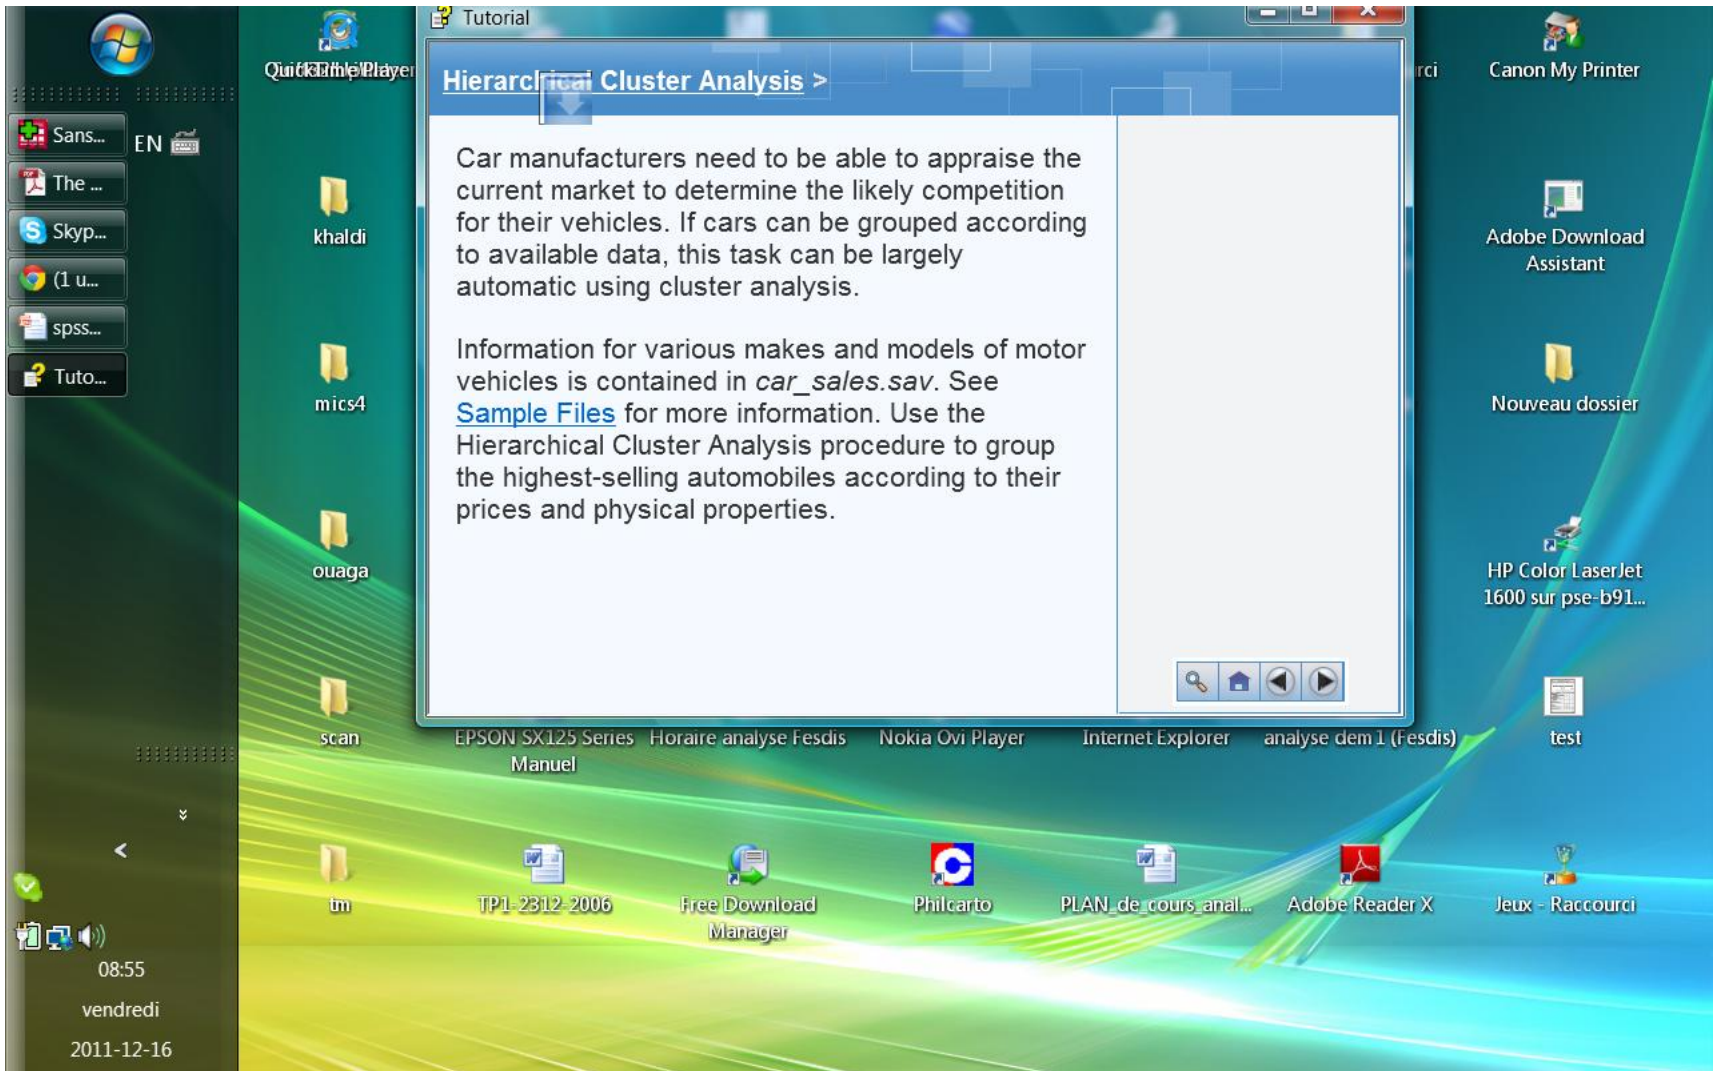 Sans...
EN
The ...
Skyp...
(1 u...
spss...
Tuto...
08:55
vendredi
2011-12-16
khaldi
mics4
ouaga
scan
tm
Tutorial
Hierarchical Cluster Analysis >
Car manufacturers need to be able to appraise the
current market to determine the likely competition
for their vehicles. If cars can be grouped according
to available data, this task can be largely
automatic using cluster analysis.
Information for various makes and models of motor
vehicles is contained in car_sales.sav. See
Sample Files for more information. Use the
Hierarchical Cluster Analysis procedure to group
the highest-selling automobiles according to their
prices and physical properties.
EPSON SX125 Series
Manuel
Horaire analyse Fesdis
Nokia Ovi Player
Internet Explorer
analyse dem 1 (Fesdis)
TP1-2312-2006
Free Download
Manager
Philcarto
PLAN_de_cours_anal...
Adobe Reader X
rci
Canon My Printer
Adobe Download
Assistant
Nouveau dossier
HP Color LaserJet
1600 sur pse-b91...
test
Jeux - Raccourci